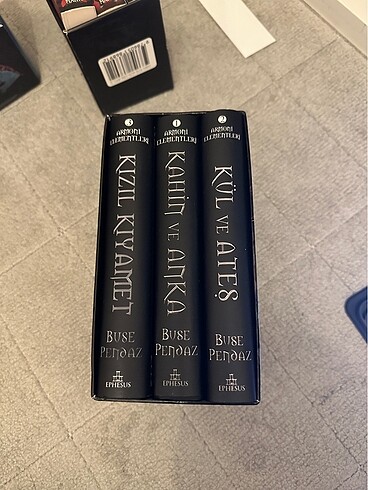 3
ARMONİ
ELEMENTLERİ
KIZIL KIYAMET
BUSE
PENDAZ
EPHESUS
1
ARMONİ
ELEMENTLERİ
KAHİN VE ANKA
BUSE
PENDAZ
EPHESUS
2
ARMONİ
ELEMENTLERİ
KÜL VE ATEŞ
BUSE
PENDAZ
EPHESUS